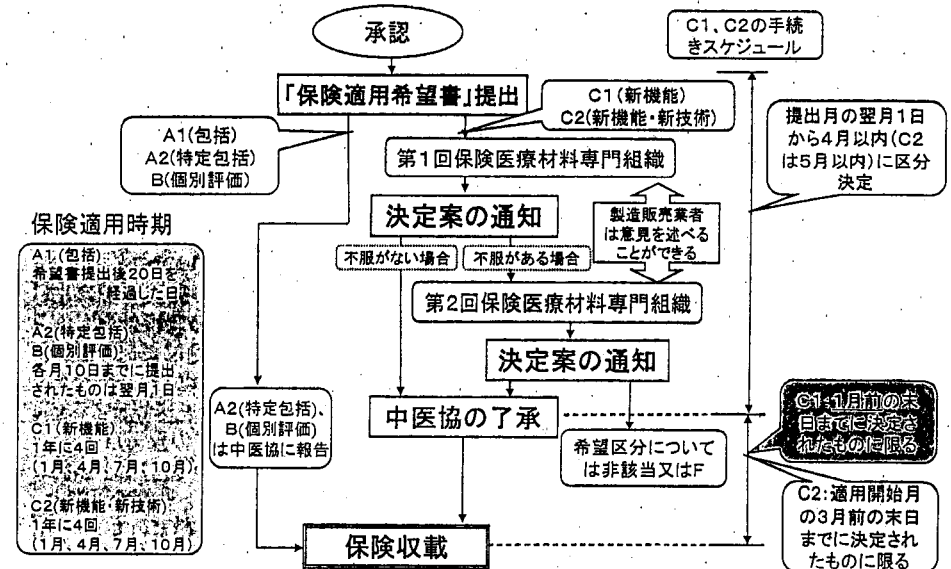 承認
C1、C2の手続
きスケジュール
「保険適用希望書」提出
C1(新機能)
C2(新機能・新技術)
A1(包括)
A2(特定包括)
B(個別評価)
提出月の翌月1日
から4月以内(C2
は5月以内)に区分
決定
第1回保険医療材料専門組織
決定案の通知
製造販売業者
は意見を述べる
ことができる
不服がない場合
不服がある場合
第2回保険医療材料専門組織
決定案の通知
保険適用時期
A1(包括)
希望書提出後20日を
経過した日
A2(特定包括)
B(個別評価)
各月10日までに提出
されたものは翌月1日
C1(新機能)
1年に4回
(1月、4月、7月、10月)
C2(新機能・新技術)
1年に4回
(1月、4月、7月、10月)
A2(特定包括)、
B(個別評価)
は中医協に報告
中医協の了承
希望区分について
は非該当又はF
C1:1月前の末
日までに決定さ
れたものに限る
C2:適用開始月
の3月前の末日
までに決定され
たものに限る
保険収載